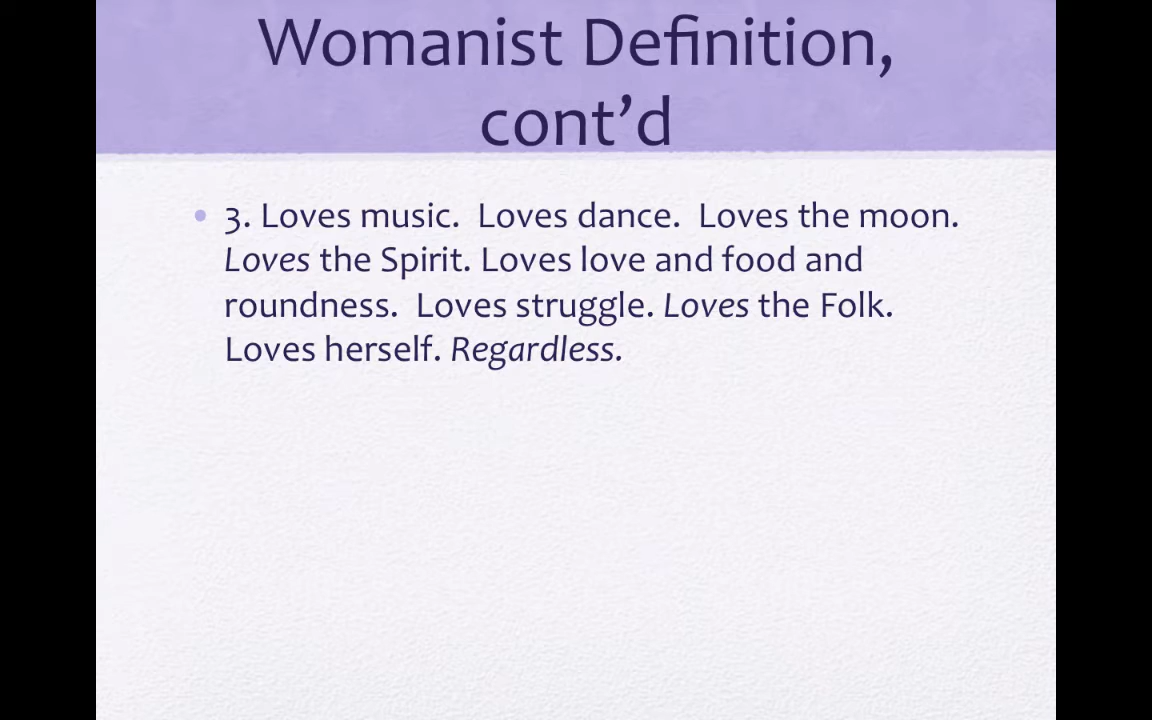 Womanist Definition,
cont’d
• 3. Loves music.  Loves dance.  Loves the moon.
Loves the Spirit. Loves love and food and
roundness.  Loves struggle. Loves the Folk.
Loves herself. Regardless.